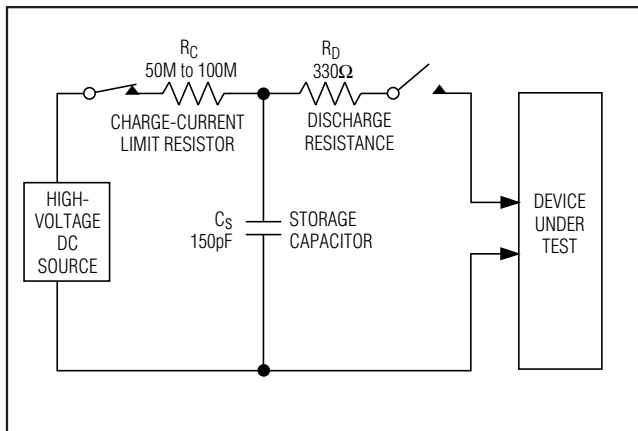 R_C
50M to 100M
CHARGE-CURRENT
LIMIT RESISTOR
R_D
330Ω
DISCHARGE
RESISTANCE
HIGH-
VOLTAGE
DC
SOURCE
C_S
150pF
STORAGE
CAPACITOR
DEVICE
UNDER
TEST